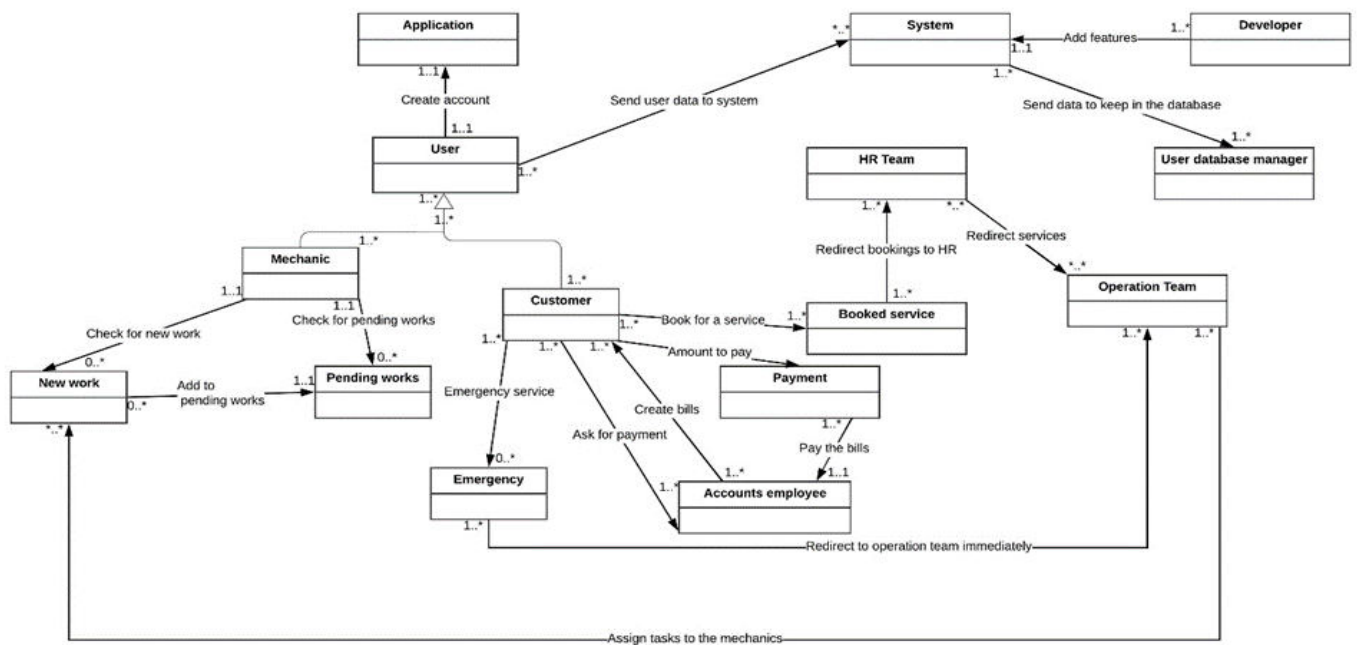 Application
System
Developer
*..*
1..*
Add features
1..1
1..1
1..*
Create account
Send user data to system
Send data to keep in the database
1..1
1..*
User
HR Team
User database manager
1..*
1..*
1..*
*..*
1..*
Redirect services
1..*
Redirect bookings to HR
Mechanic
*..*
1..*
Operation Team
1..1
1..1
Customer
1..*
Booked service
Check for new work
Check for pending works
1..*
Book for a service
1..*
1..*
1..*
1..*
1..*
1..*
0..*
0..*
Amount to pay
New work
Add to
pending works
1..1
Pending works
Payment
0..*
Emergency service
Create bills
*..*
Ask for payment
1..*
Pay the bills
0..*
1..*
1..*
1..1
Emergency
Accounts employee
1..*
Redirect to operation team immediately
Assign tasks to the mechanics